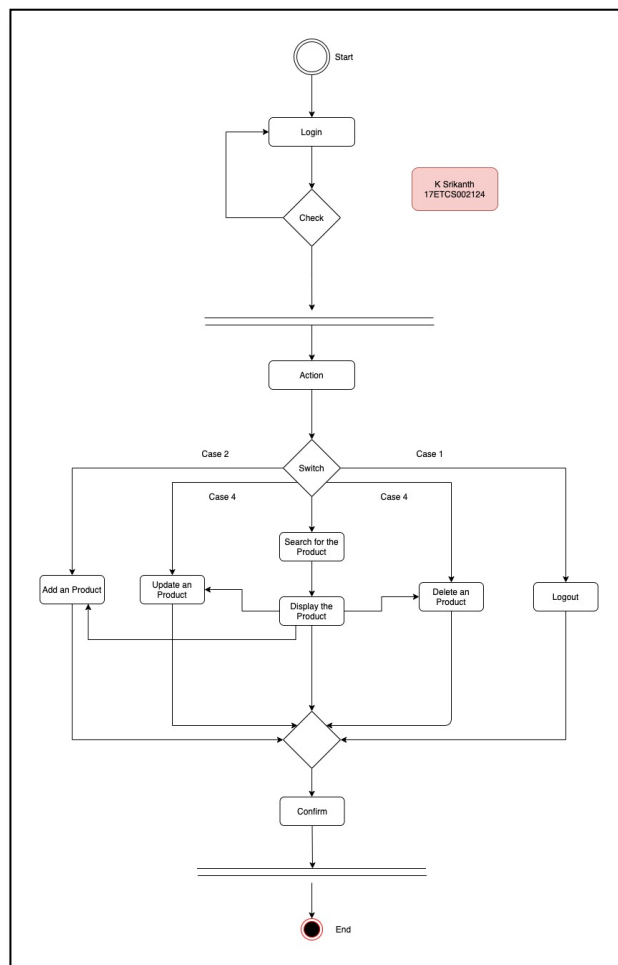 Start
Login
K Srikanth
17ETCS002124
Check
Action
Case 2
Switch
Case 1
Case 4
Case 4
Search for the
Product
Add an Product
Update an
Product
Display the
Product
Delete an
Product
Logout
Confirm
End